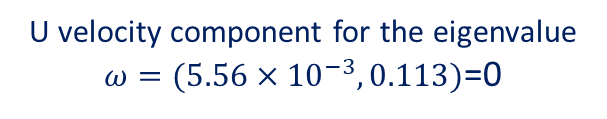 U velocity component for the eigenvalue
ω = (5.56 × 10⁻³, 0.113)=0